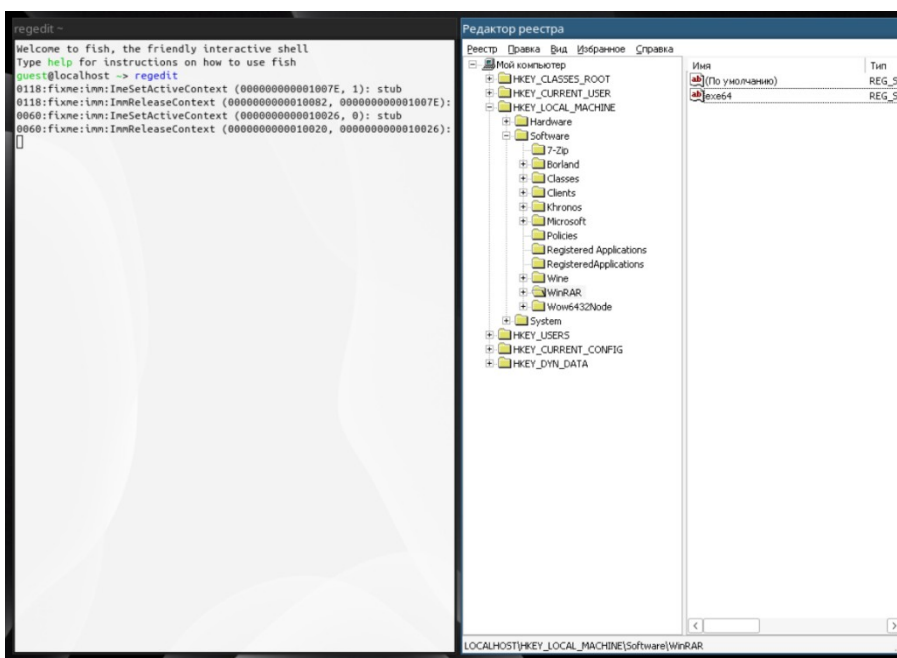 regedit ~
Welcome to fish, the friendly interactive shell
Type help for instructions on how to use fish
guest@localhost ~> regedit
0118:fixme:imm:ImeSetActiveContext (000000000001007E, 1): stub
0118:fixme:imm:ImmReleaseContext (0000000000010082, 000000000001007E):
0060:fixme:imm:ImeSetActiveContext (0000000000010026, 0): stub
0060:fixme:imm:ImmReleaseContext (0000000000010020, 0000000000010026):
Редактор реестра
Реестр Правка Вид Избранное Справка
Мой компьютер
HKEY_CLASSES_ROOT
HKEY_CURRENT_USER
HKEY_LOCAL_MACHINE
Hardware
Software
7-Zip
Borland
Classes
Clients
Khronos
Microsoft
Policies
Registered Applications
RegisteredApplications
Wine
WinRAR
Wow6432Node
System
HKEY_USERS
HKEY_CURRENT_CONFIG
HKEY_DYN_DATA
Имя Тип
ab (По умолчанию) REG_S
ab exe64 REG_S
LOCALHOST\HKEY_LOCAL_MACHINE\Software\WinRAR